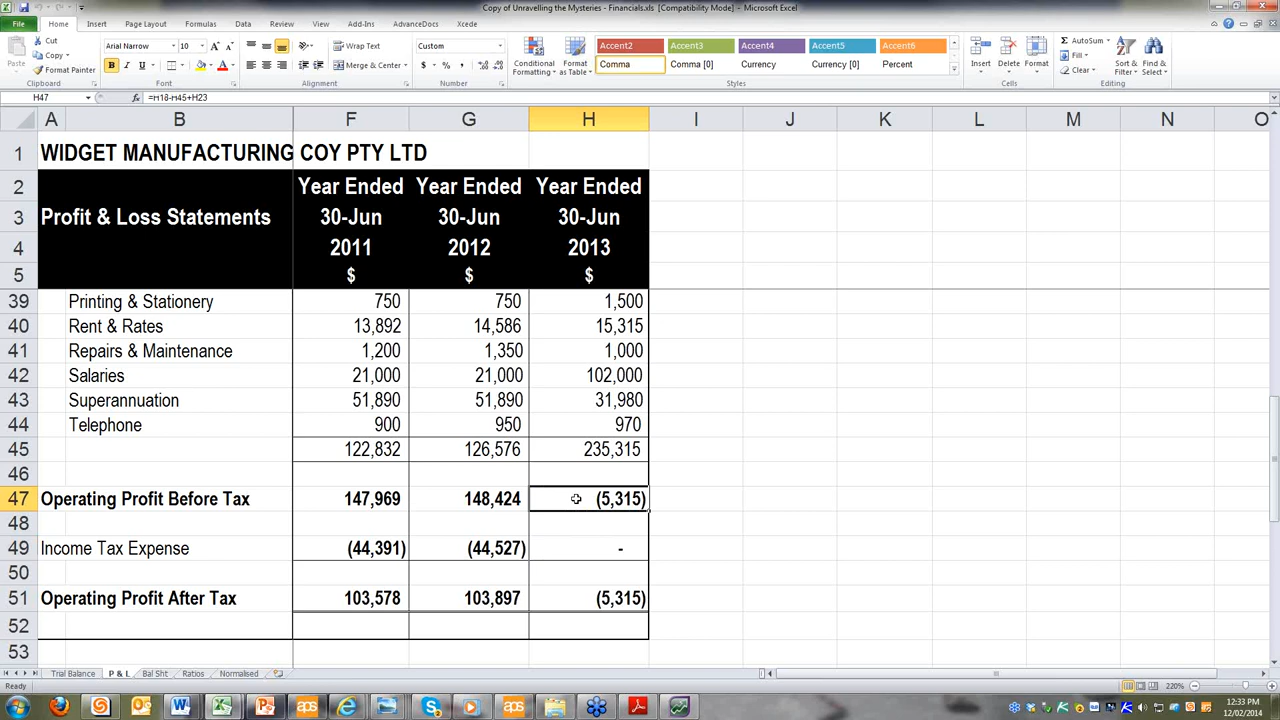 Copy of Unravelling the Mysteries - Financials.xls [Compatibility Mode] - Microsoft Excel
File Home Insert Page Layout Formulas Data Review View Add-Ins AdvanceDocs Xcede
Cut
Copy
Format Painter
Paste
Clipboard
Arial Narrow 10
B I U
Font
Wrap Text
Merge & Center
Alignment
Custom
$ % ,
Number
Conditional Formatting
Format as Table
Accent2 Accent3 Accent4 Accent5 Accent6
Comma Comma [0] Currency Currency [0] Percent
Styles
Insert Delete Format
Cells
AutoSum
Fill
Clear
Sort & Filter
Find & Select
Editing
H47 fx =H18-H45+H23
A B F G H I J K L M N O
1 WIDGET MANUFACTURING COY PTY LTD
2 Year Ended Year Ended Year Ended
3 Profit & Loss Statements 30-Jun 30-Jun 30-Jun
4 2011 2012 2013
5 $ $ $
39 Printing & Stationery 750 750 1,500
40 Rent & Rates 13,892 14,586 15,315
41 Repairs & Maintenance 1,200 1,350 1,000
42 Salaries 21,000 21,000 102,000
43 Superannuation 51,890 51,890 31,980
44 Telephone 900 950 970
45 122,832 126,576 235,315
46
47 Operating Profit Before Tax 147,969 148,424 (5,315)
48
49 Income Tax Expense (44,391) (44,527) -
50
51 Operating Profit After Tax 103,578 103,897 (5,315)
52
53
Trial Balance P & L Bal Sht Ratios Normalised
Ready 220%
12:33 PM
12/02/2014